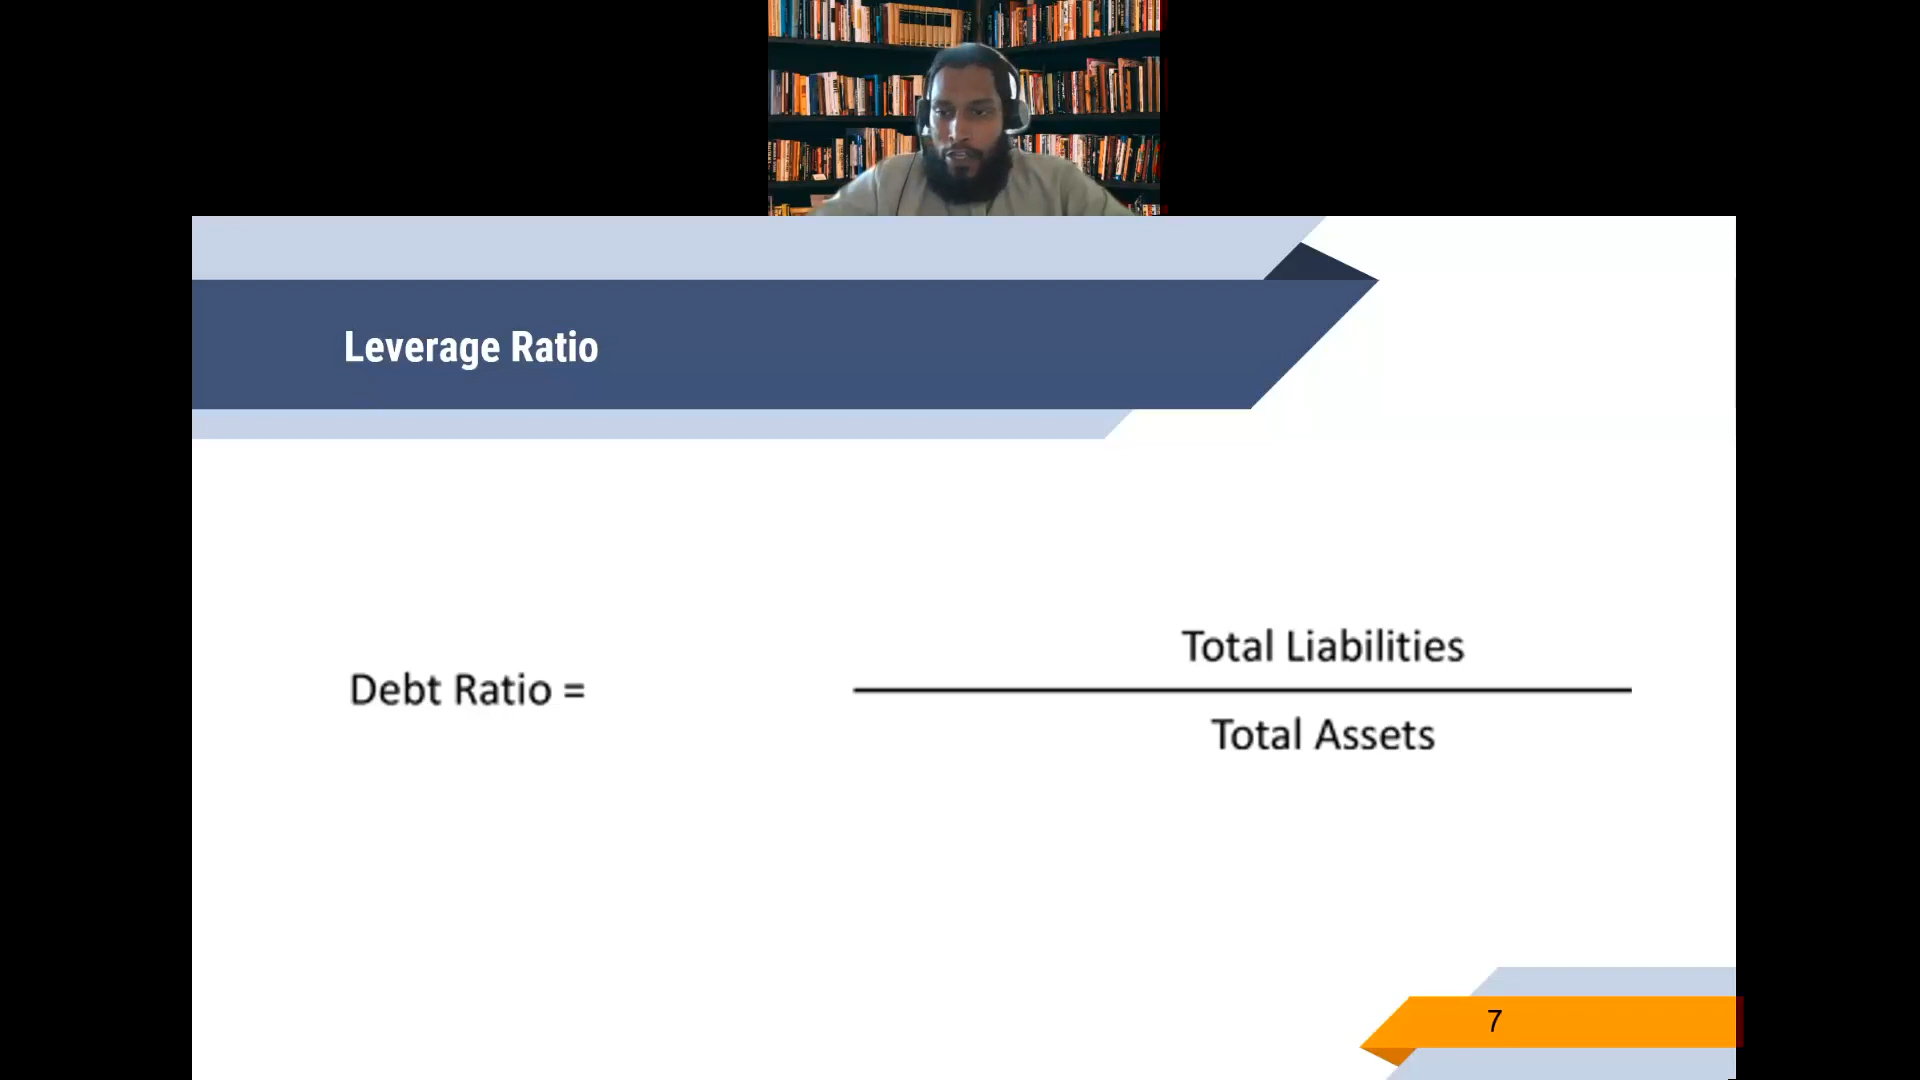 Leverage Ratio
Debt Ratio =
Total Liabilities
Total Assets
7